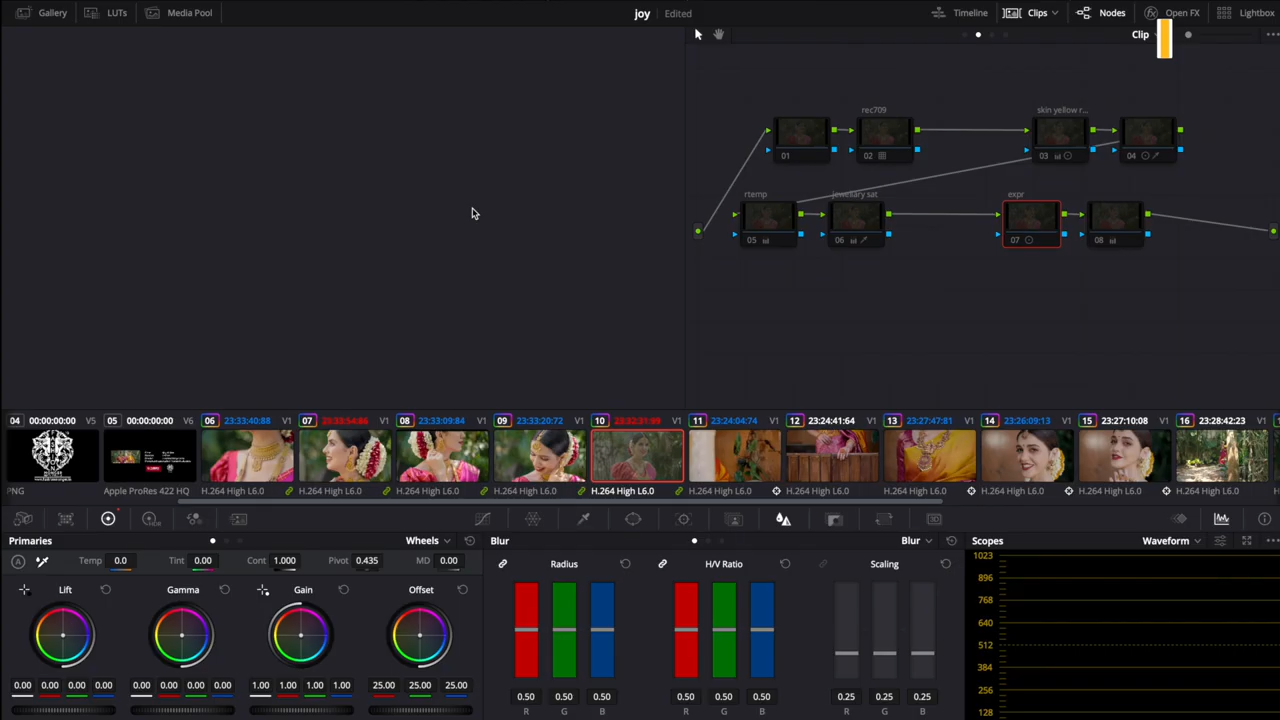 Gallery LUTs Media Pool joy Edited Timeline Clips Nodes Open FX Lightbox
Clip
rec709 skin yellow r...
01 02 03 04
rtemp jewellary sat expr
05 06 07 08
04 00:00:00:00 V5 05 00:00:00:00 V6 06 23:33:40:88 V1 07 V1 08 23:33:09:84 V1 09 23:33:20:72 V1 10 V1 11 23:24:04:74 V1 12 23:24:41:64 V1 13 23:27:47:81 V1 14 23:26:09:13 V1 15 23:27:10:08 V1 16 23:28:42:23 V1
PNG Apple ProRes 422 HQ H.264 High L6.0 H.264 High L6.0 H.264 High L6.0 H.264 High L6.0 H.264 High L6.0 H.264 High L6.0 H.264 High L6.0 H.264 High L6.0 H.264 High L6.0 H.264 High L6.0 H.264 High L6.0
Primaries Wheels Blur Blur Scopes Waveform
Temp 0.0 Tint 0.00 Cont 1.000 Pivot 0.435 MD 0.00
Lift Gamma Gain Offset
Radius H/V Ratio Scaling
0.00 0.00 0.00 0.00 0.00 0.00 0.00 0.00 1.00 1.00 1.00 1.00 25.00 25.00 25.00
0.50 0.50 0.50 0.50 0.50 0.50 0.25 0.25 0.25
R G B R G B R G B
1023
896
768
640
512
384
256
128